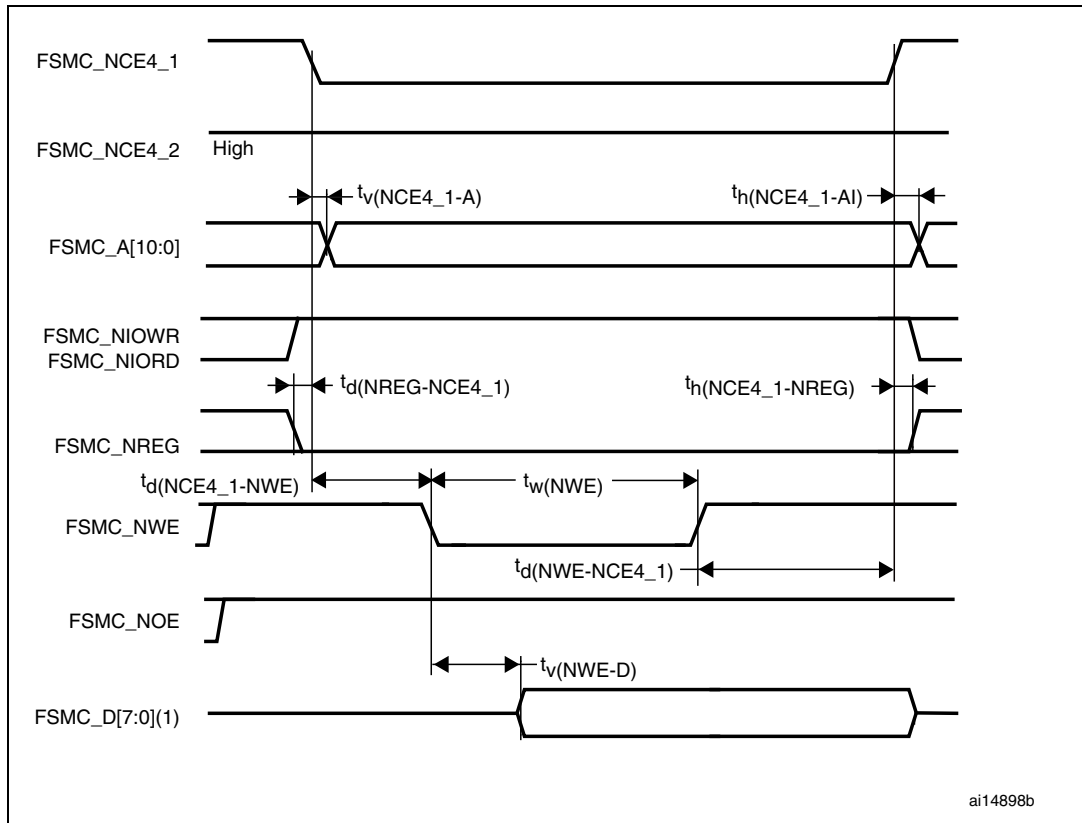 FSMC_NCE4_1
FSMC_NCE4_2 High
tv(NCE4_1-A) th(NCE4_1-AI)
FSMC_A[10:0]
FSMC_NIOWR
FSMC_NIORD
td(NREG-NCE4_1) th(NCE4_1-NREG)
FSMC_NREG
td(NCE4_1-NWE) tw(NWE)
FSMC_NWE
td(NWE-NCE4_1)
FSMC_NOE
tv(NWE-D)
FSMC_D[7:0](1)
ai14898b